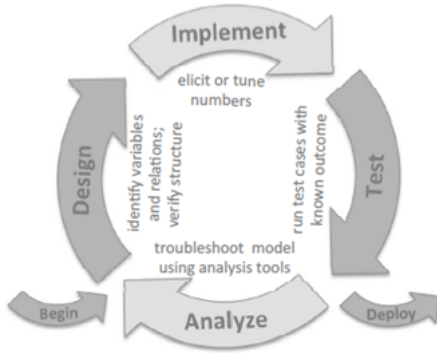 Implement
elicit or tune
numbers
Design
identify variables
and relations;
verify structure
run test cases with
known outcome
Test
troubleshoot model
using analysis tools
Begin
Analyze
Deploy